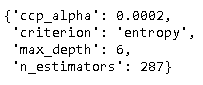 {'ccp_alpha': 0.0002,
'criterion': 'entropy',
'max_depth': 6,
'n_estimators': 287}